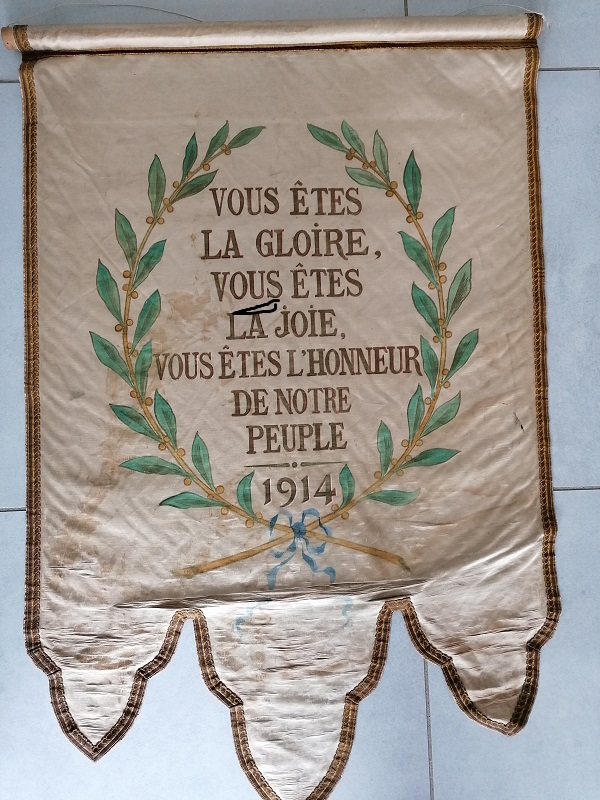 VOUS ÊTES
LA GLOIRE,
VOUS ÊTES
LA JOIE,
VOUS ÊTES L'HONNEUR
DE NOTRE
PEUPLE
1914